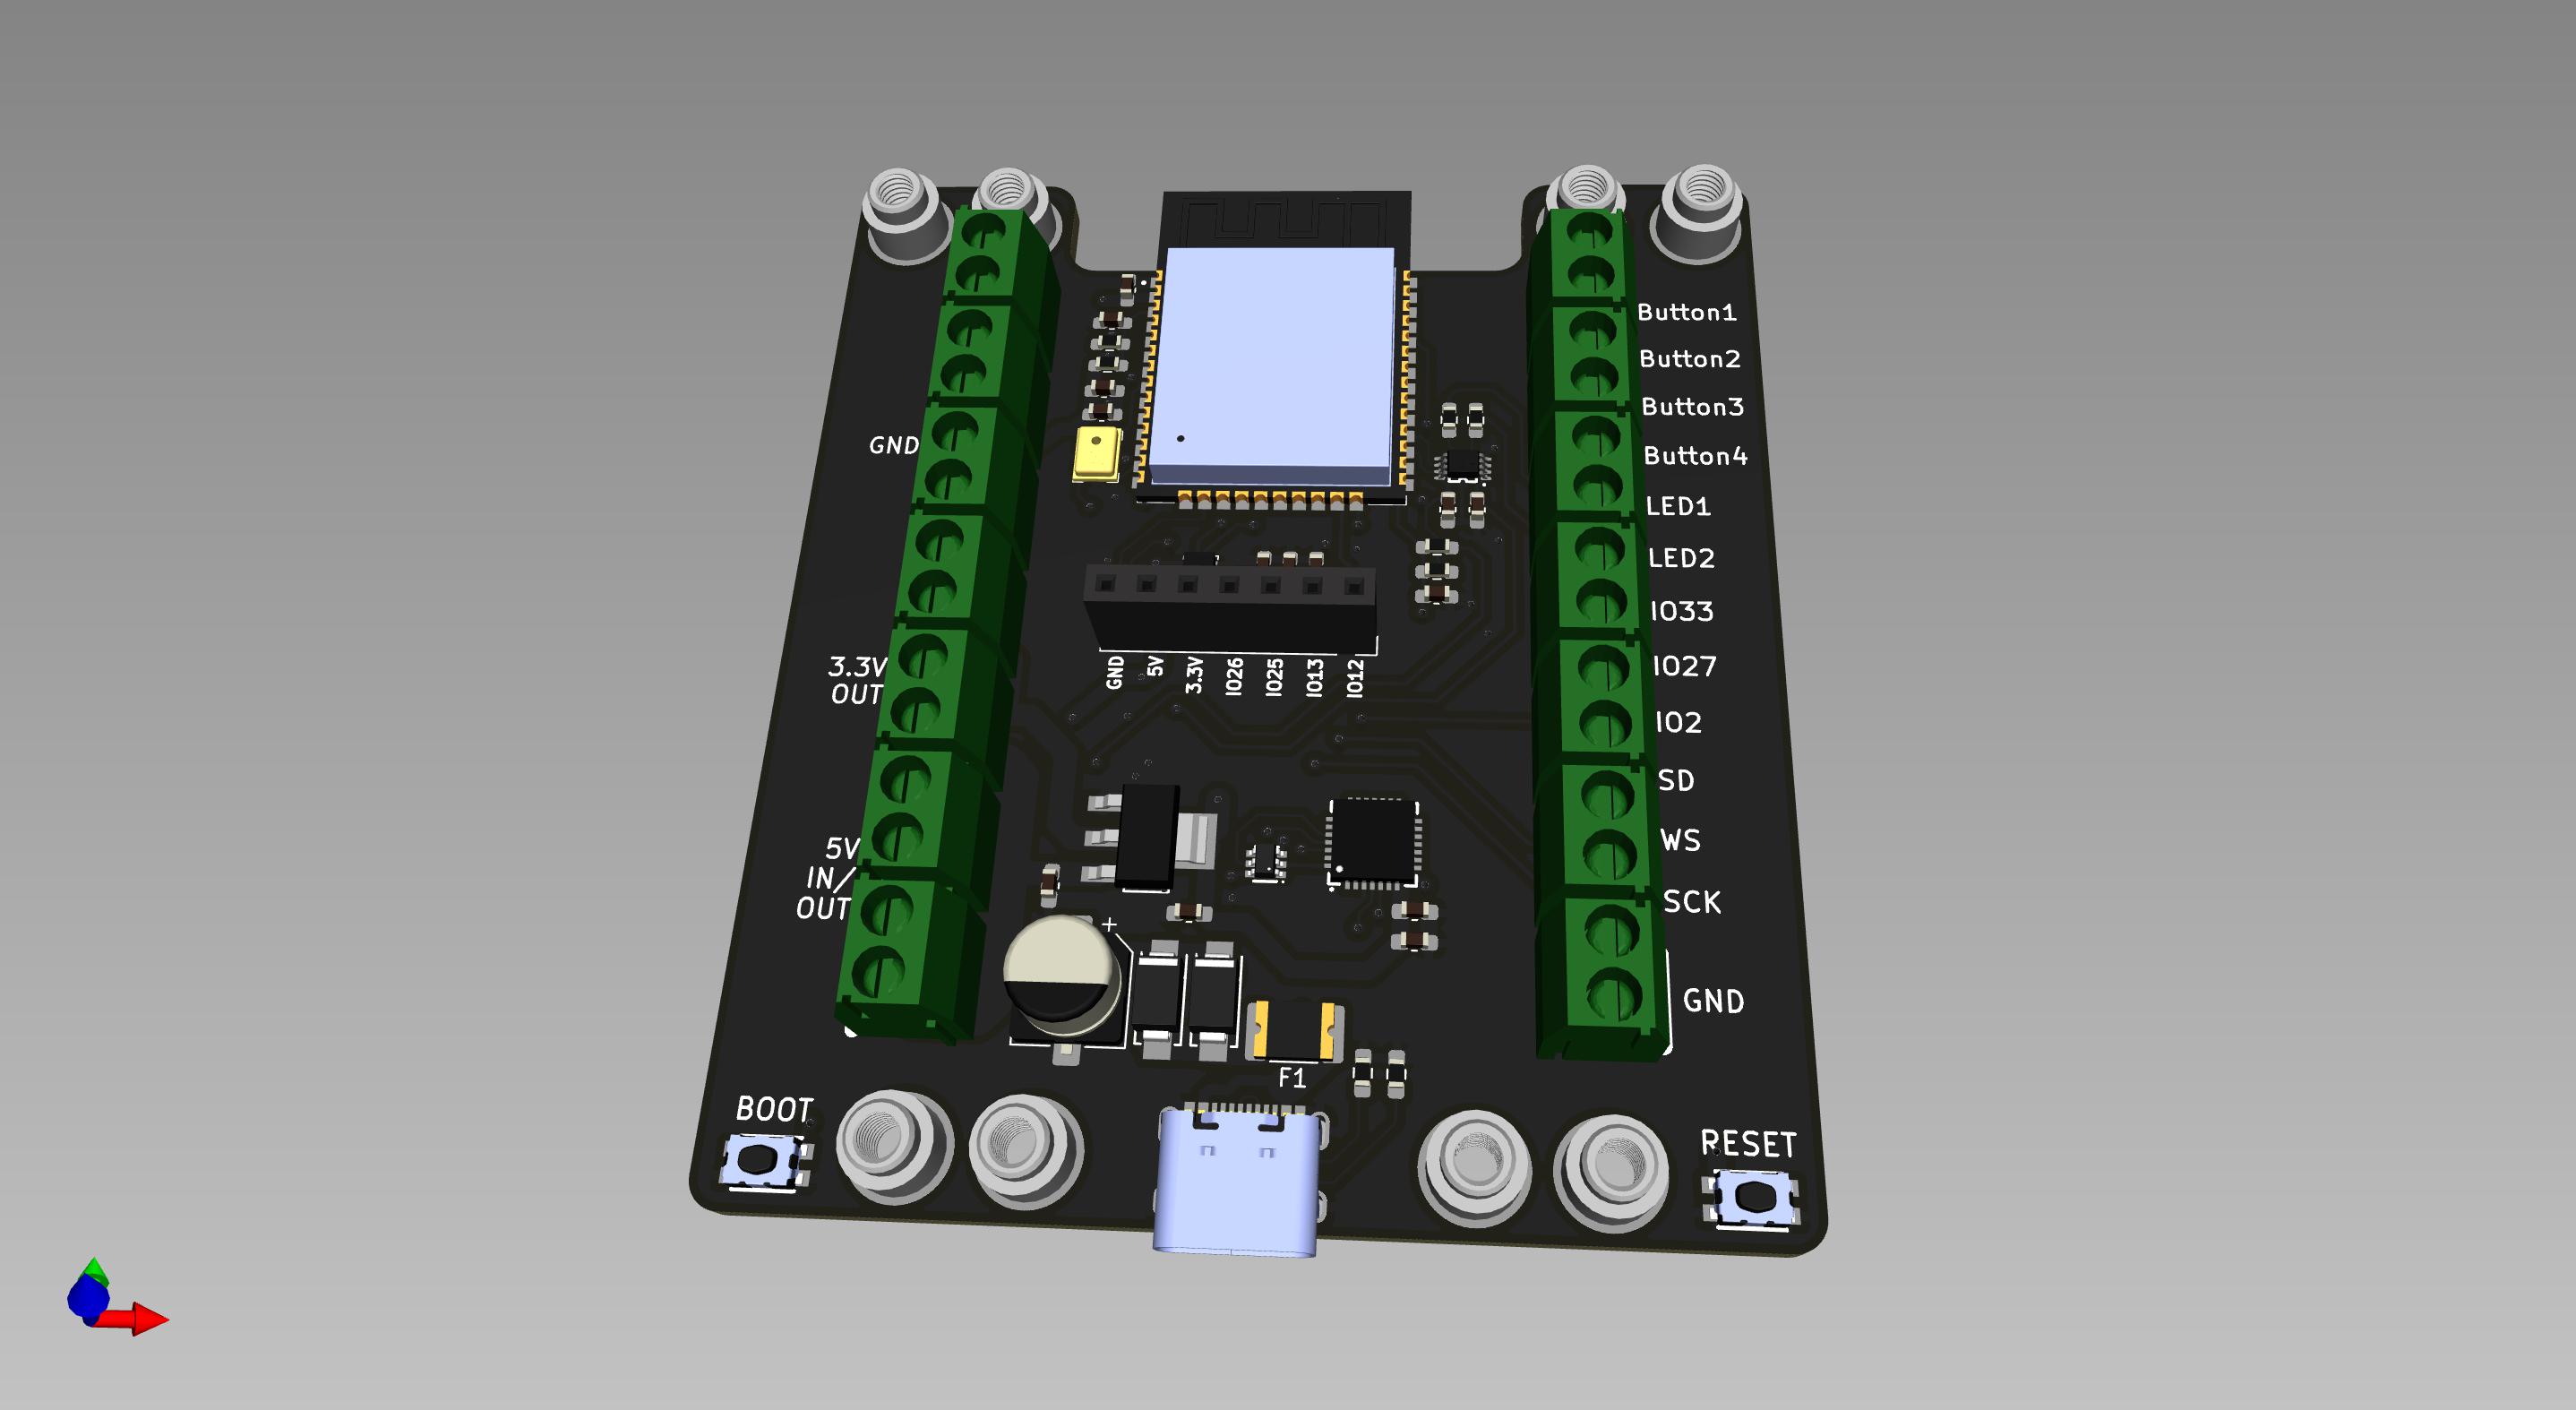 Button1
Button2
Button3
Button4
LED1
LED2
IO33
IO27
IO2
SD
WS
SCK
GND
GND
3.3V
OUT
5V
IN/
OUT
GND
5V
3.3V
IO26
IO25
IO13
IO12
+
F1
BOOT
RESET